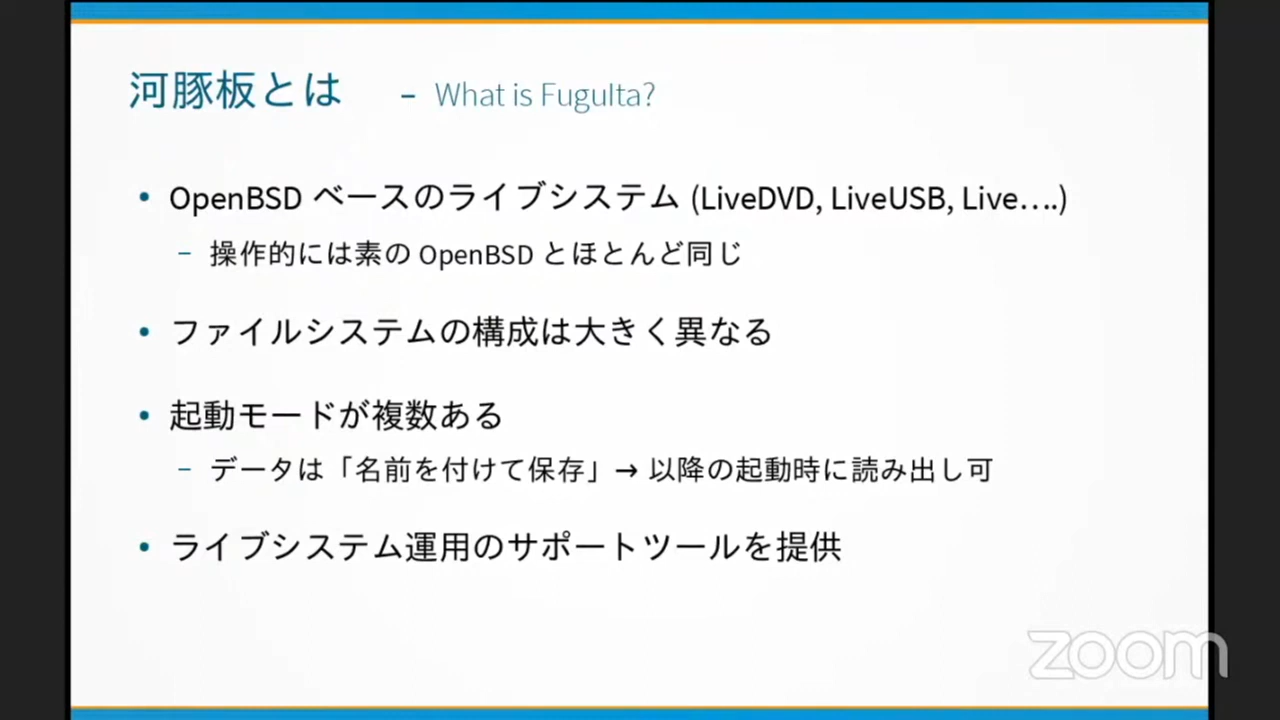 河豚板とは – What is FuguIta?
• OpenBSD ベースのライブシステム (LiveDVD, LiveUSB, Live….)
– 操作的には素の OpenBSD とほとんど同じ
• ファイルシステムの構成は大きく異なる
• 起動モードが複数ある
– データは「名前を付けて保存」→ 以降の起動時に読み出し可
• ライブシステム運用のサポートツールを提供
zoom